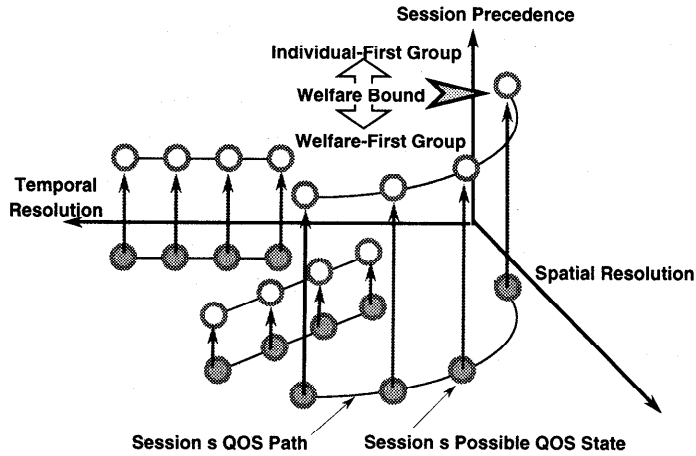 Session Precedence
Individual-First Group
Welfare Bound
Welfare-First Group
Temporal
Resolution
Spatial Resolution
Session s QOS Path
Session s Possible QOS State